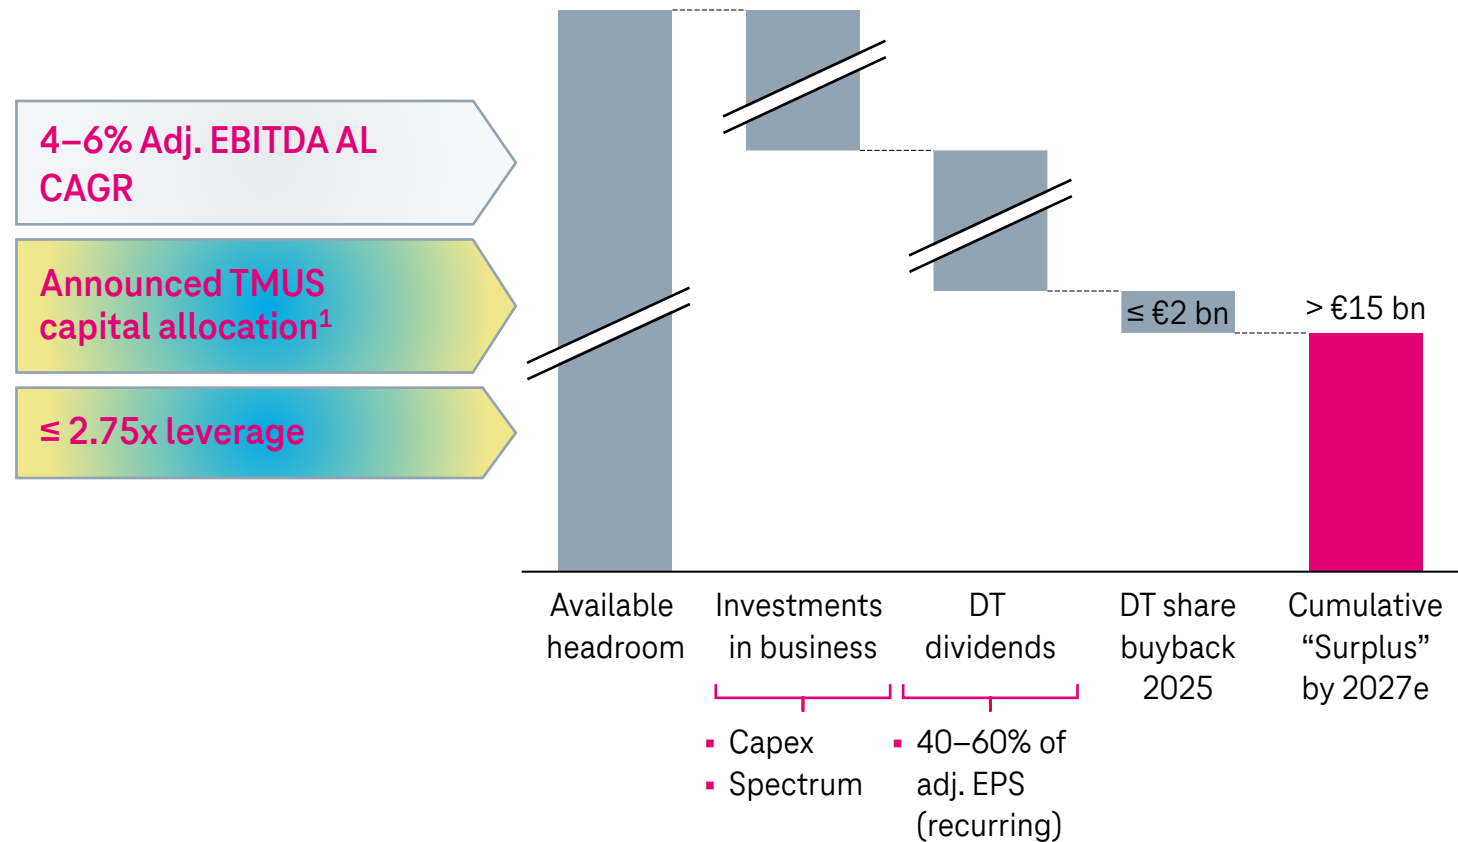 4–6% Adj. EBITDA AL
CAGR
Announced TMUS
capital allocation¹
≤ 2.75x leverage
≤ €2 bn
> €15 bn
Available
headroom
Investments
in business
DT
dividends
DT share
buyback
2025
Cumulative
“Surplus”
by 2027e
▪ Capex
▪ Spectrum
▪ 40–60% of
adj. EPS
(recurring)